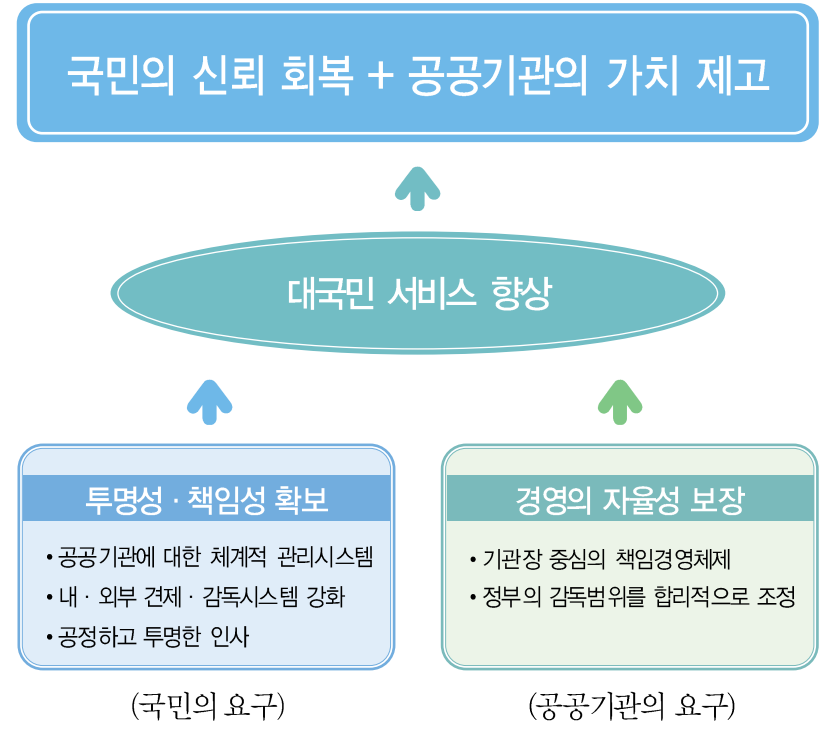 국민의 신뢰 회복 + 공공기관의 가치 제고
대국민 서비스 향상
투명성 · 책임성 확보
• 공공기관에 대한 체계적 관리시스템
• 내 · 외부 견제 · 감독시스템 강화
• 공정하고 투명한 인사
(국민의 요구)
경영의 자율성 보장
• 기관장 중심의 책임경영체제
• 정부의 감독범위를 합리적으로 조정
(공공기관의 요구)